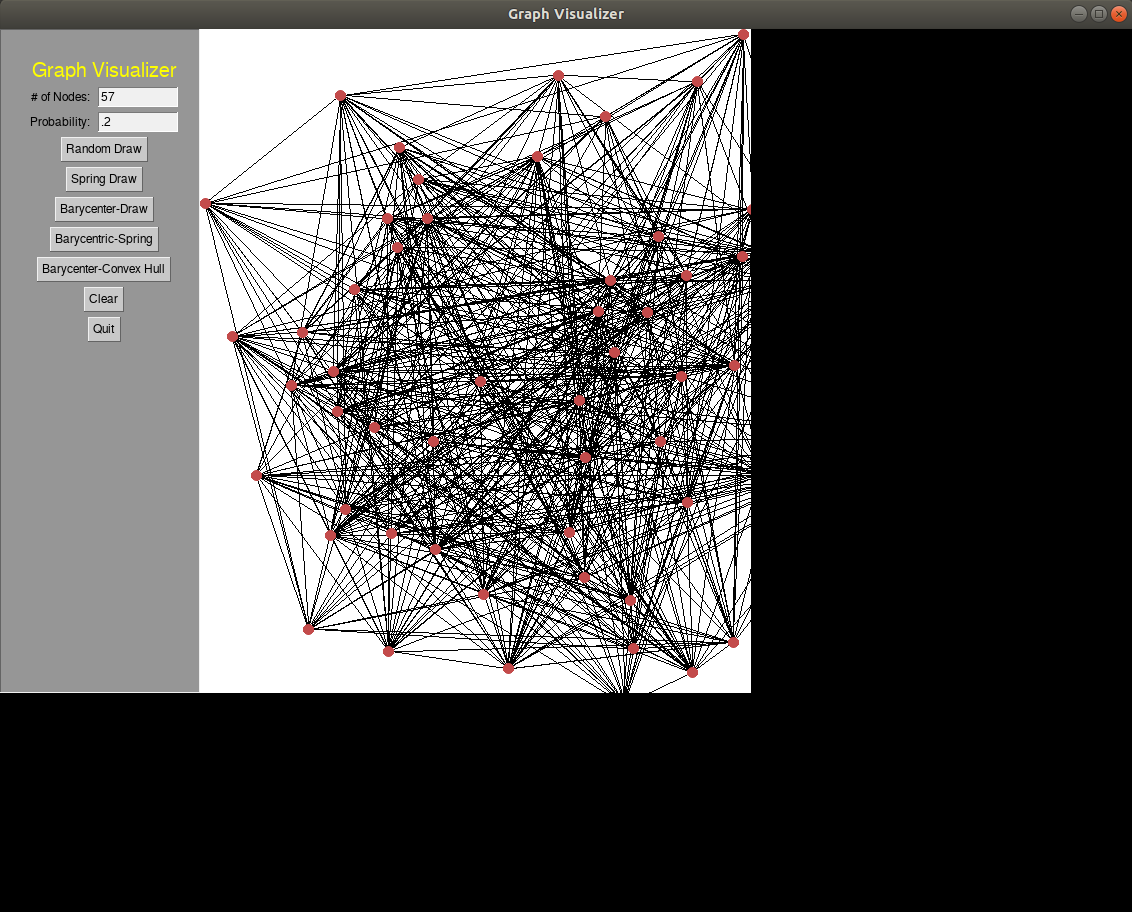 Graph Visualizer
Graph Visualizer
# of Nodes: 57
Probability: .2
Random Draw
Spring Draw
Barycenter-Draw
Barycentric-Spring
Barycenter-Convex Hull
Clear
Quit